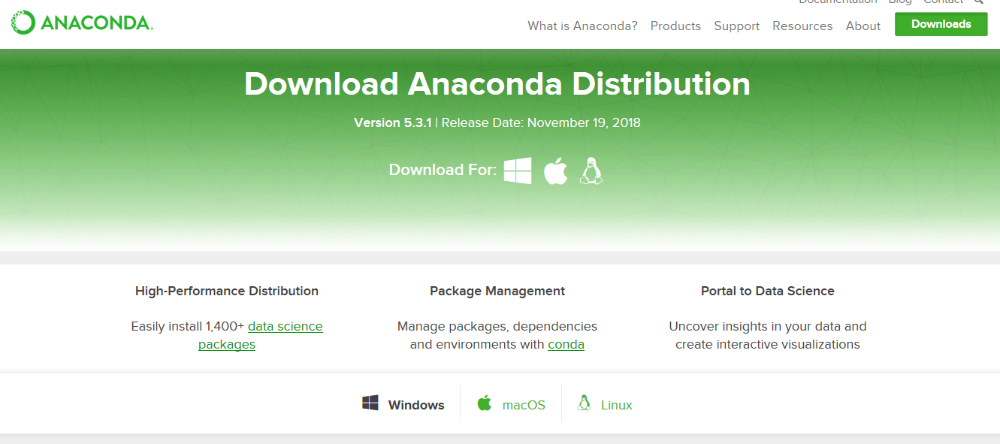 Documentation Blog Contact
ANACONDA.
What is Anaconda? Products Support Resources About Downloads
Download Anaconda Distribution
Version 5.3.1 | Release Date: November 19, 2018
Download For:
High-Performance Distribution
Easily install 1,400+ data science
packages
Package Management
Manage packages, dependencies
and environments with conda
Portal to Data Science
Uncover insights in your data and
create interactive visualizations
Windows macOS Linux